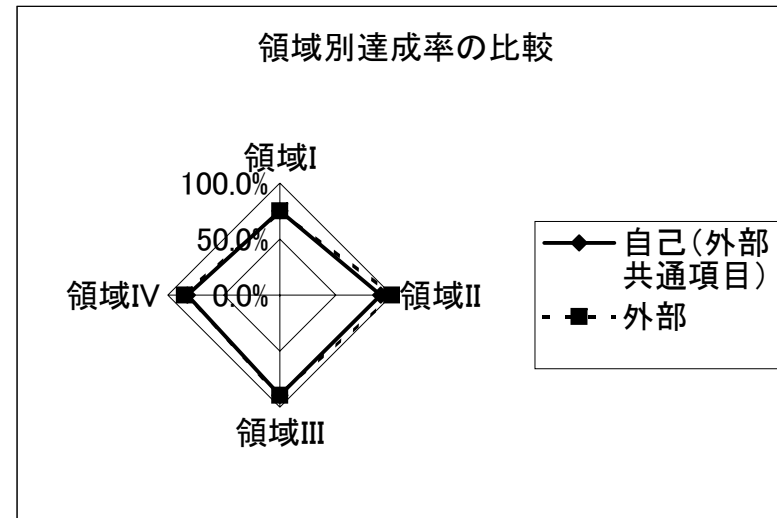 領域別達成率の比較
領域I
100.0%
50.0%
領域IV
0.0%
領域II
領域III
自己(外部
共通項目)
外部